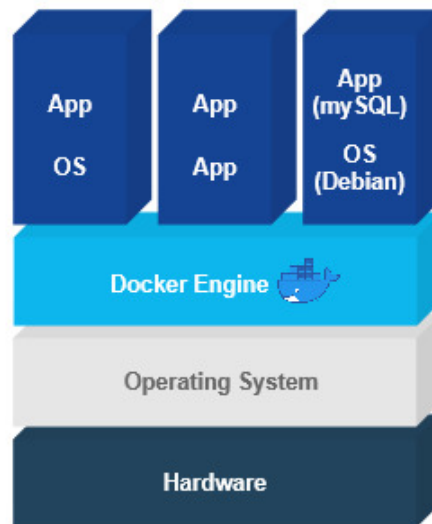 App
OS
App
App
App
(mySQL)
OS
(Debian)
Docker Engine
Operating System
Hardware